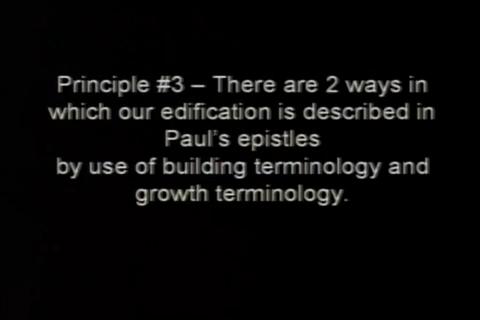 Principle #3 – There are 2 ways in
which our edification is described in
Paul's epistles
by use of building terminology and
growth terminology.